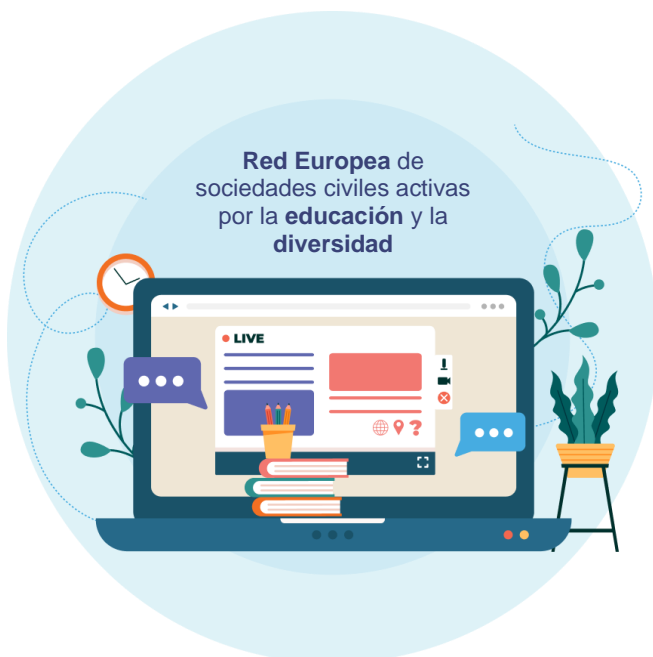 Red Europea de
sociedades civiles activas
por la educación y la
diversidad
LIVE
?